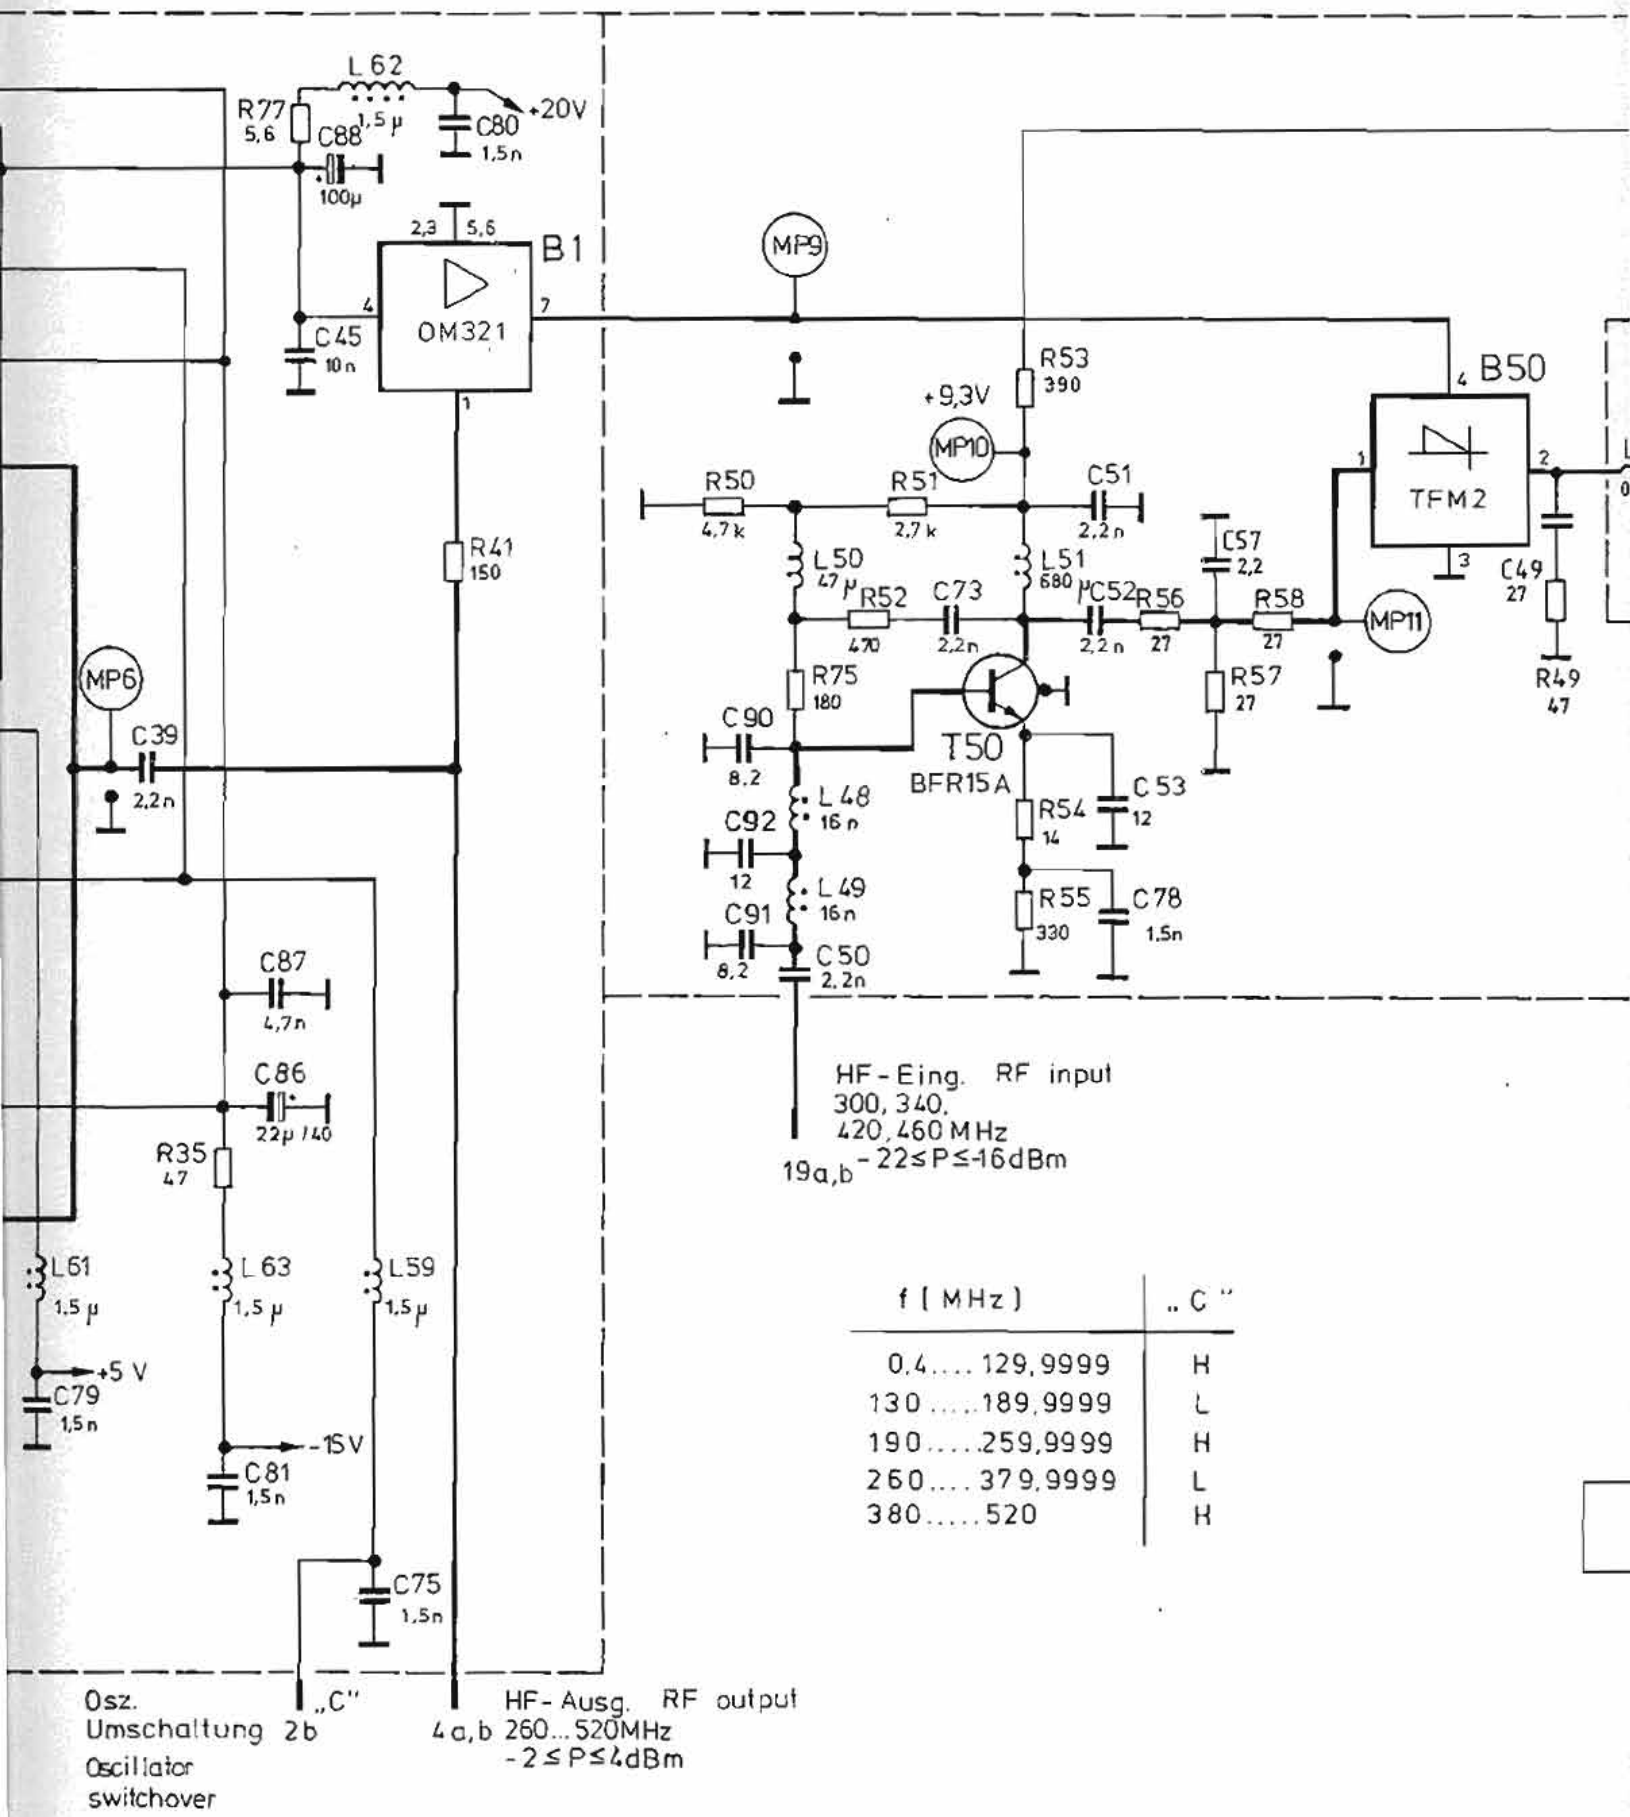 L 62
R77
5,6
1,5 µ
C88
100µ
C80
1,5n
+20V
2,3
5,6
B1
4
OM321
7
1
C45
10n
MP9
R53
390
+9,3V
MP10
B50
4
1
TFM2
2
3
R50
4,7k
R51
2,7k
C51
2,2n
L50
47µ
L51
680µ
R52
470
C73
2,2n
C52
2,2n
R56
27
C57
2,2
R58
27
MP11
R57
27
C49
27
R49
47
R41
150
MP6
C39
2,2n
R75
180
C90
8,2
T50
BFR15A
L48
16n
C92
12
L49
16n
C91
8,2
C50
2,2n
R54
14
C53
12
R55
330
C78
1,5n
C87
4,7n
C86
+
22µ/40
R35
47
HF-Eing. RF input
300, 340,
420, 460 MHz
-22≤P≤-16dBm
19a,b
L61
1,5 µ
L63
1,5 µ
L59
1,5µ
+5 V
C79
1,5n
-15V
C81
1,5n
C75
1,5n
f [MHz] „C"
0,4.... 129,9999 H
130 .....189,9999 L
190.....259,9999 H
260.... 379,9999 L
380.....520 H
Osz. „C" HF-Ausg. RF output
Umschaltung 2b 4a,b 260...520MHz
Oscillator -2≤P≤4dBm
switchover